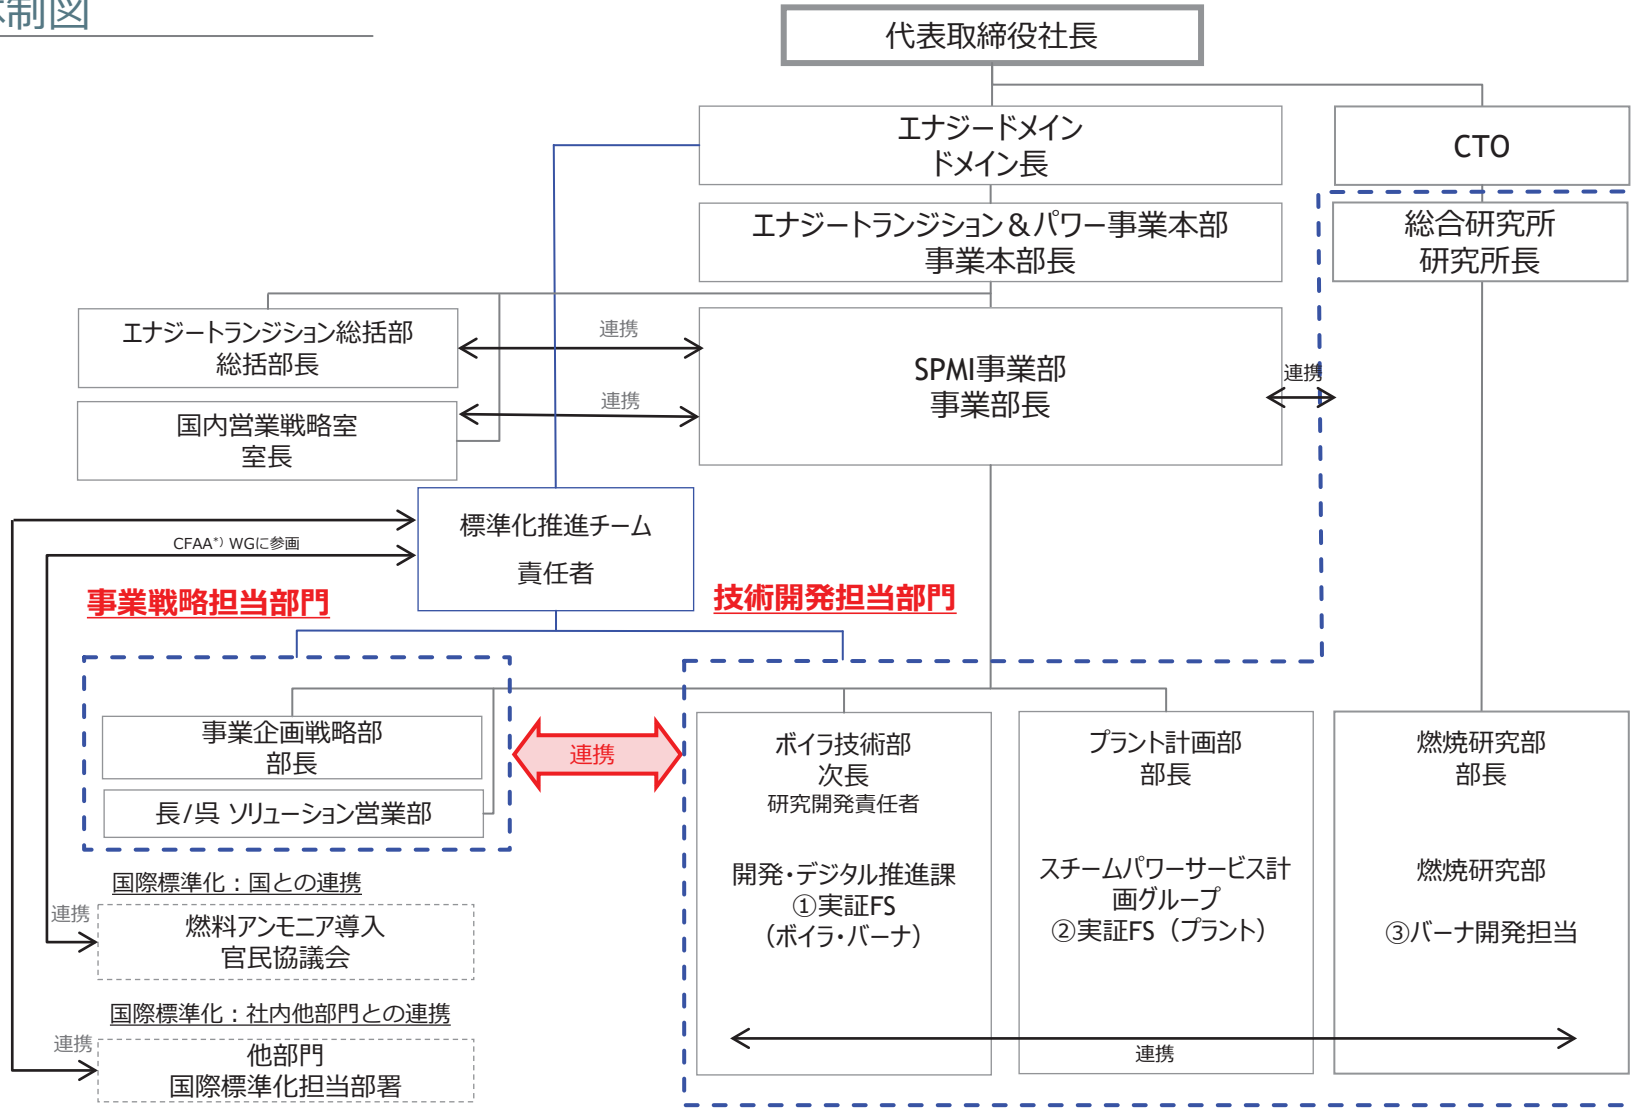 制図
代表取締役社長
エナジードメイン
ドメイン長
CTO
エナジートランジション＆パワー事業本部
事業本部長
総合研究所
研究所長
エナジートランジション総括部
総括部長
連携
SPMI事業部
事業部長
連携
国内営業戦略室
室長
連携
標準化推進チーム
責任者
CFAA*) WGに参画
事業戦略担当部門
技術開発担当部門
事業企画戦略部
部長
長/呉 ソリューション営業部
連携
ボイラ技術部
次長
研究開発責任者
開発・デジタル推進課
①実証FS
（ボイラ・バーナ）
プラント計画部
部長
スチームパワーサービス計
画グループ
②実証FS（プラント）
燃焼研究部
部長
燃焼研究部
③バーナ開発担当
連携
国際標準化：国との連携
連携
燃料アンモニア導入
官民協議会
国際標準化：社内他部門との連携
連携
他部門
国際標準化担当部署